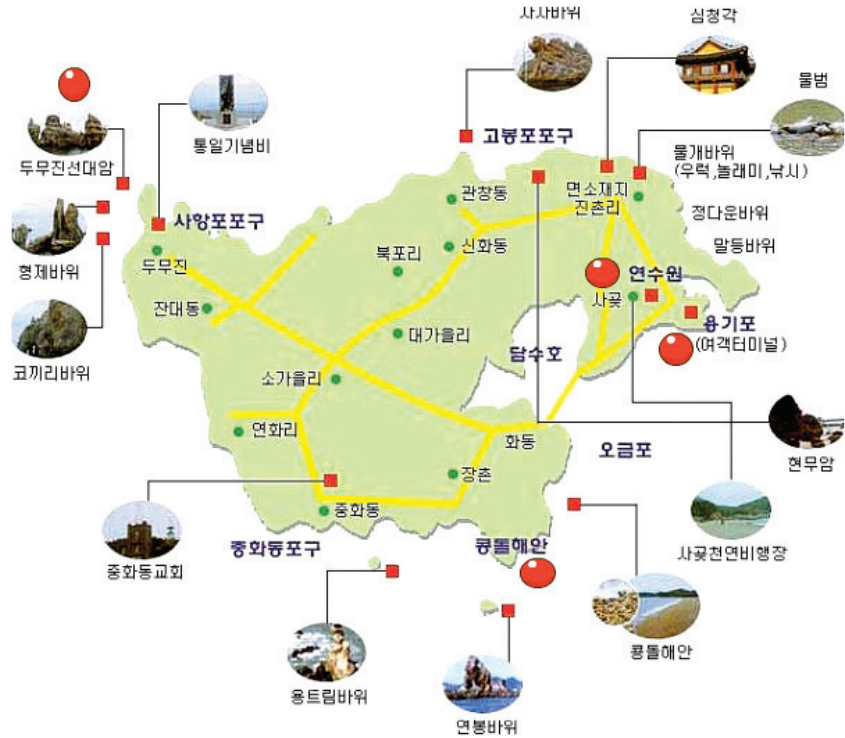 사자바위
심청각
물범
통일기념비
두무진선대암
고봉포포구
물개바위
(우럭,놀래미,낚시)
면소재지
진촌리
관창동
정다운바위
사항포포구
신화동
말등바위
형제바위
두무진
북포리
연수원
사곶
잔대동
용기포
(여객터미널)
대가을리
담수호
코끼리바위
소가을리
연화리
화동
오금포
현무암
장촌
중화동
중화동포구
콩돌해안
사곶천연비행장
중화동교회
콩돌해안
용트림바위
연봉바위